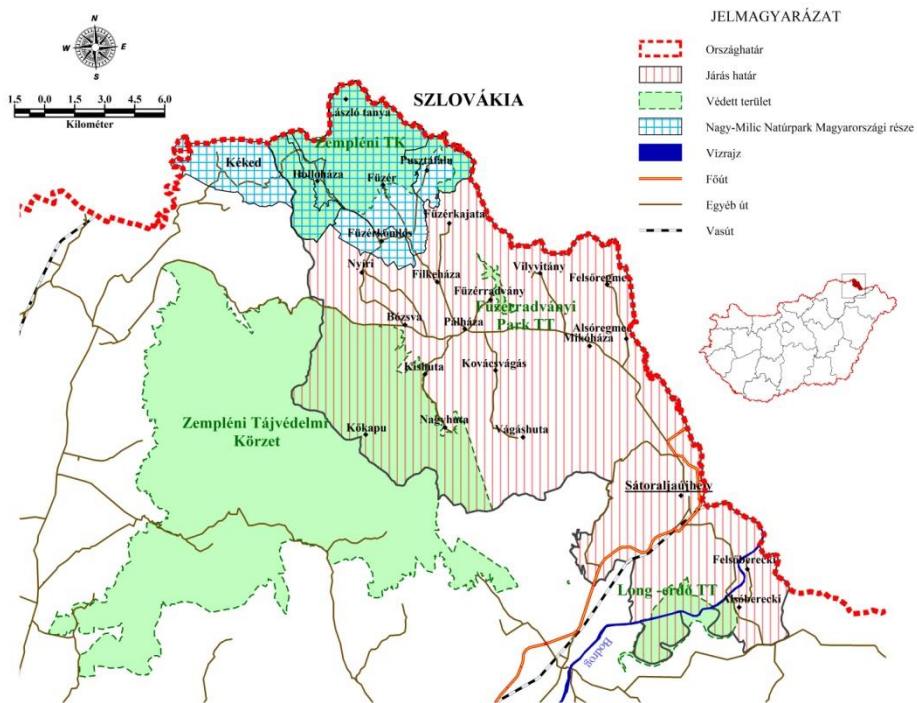 JELMAGYARÁZAT
Országhatár
Járás határ
Védett terület
Nagy-Milic Natúrpark Magyarországi része
Vízrajz
Főút
Egyéb út
Vasút
N
W E
S
1.5 0.0 1.5 3.0 4.5 6.0
Kilométer
SZLOVÁKIA
László tanya
Zempléni TK
Kéked
Pusztafalu
Hollóháza
Füzér
Füzérkajata
Füzérkomlós
Nyíri
Filkeháza
Vilyvitány
Felsőregmec
Füzérradvány
Füzérradványi
Park TT
Bózsva
Pálháza
Alsóregmec
Mikóháza
Kishuta
Kovácsvágás
Zempléni Tájvédelmi
Körzet
Kőkapu
Nagyhuta
Vágáshuta
Sátoraljaújhely
Felsőberecki
Long -erdő TT
Alsóberecki
Bodrog